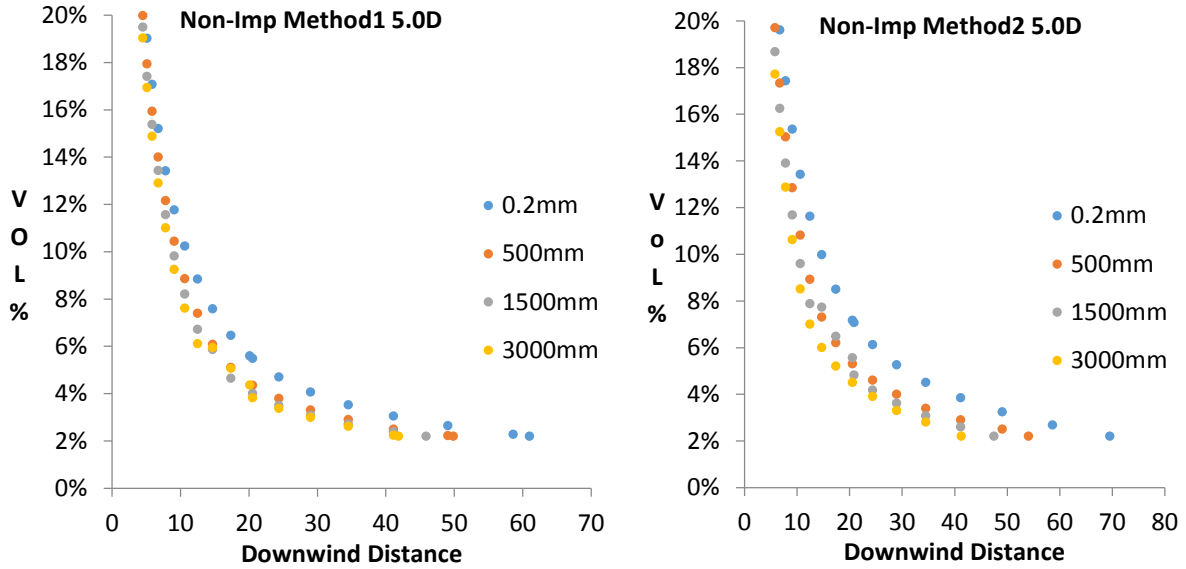 Non-Imp Method1 5.0D
20%
18%
16%
14%
12%
10%
8%
6%
4%
2%
0%
V
O
L
%
0.2mm
500mm
1500mm
3000mm
0 10 20 30 40 50 60 70
Downwind Distance
Non-Imp Method2 5.0D
20%
18%
16%
14%
12%
10%
8%
6%
4%
2%
0%
V
o
L
%
0.2mm
500mm
1500mm
3000mm
0 10 20 30 40 50 60 70 80
Downwind Distance